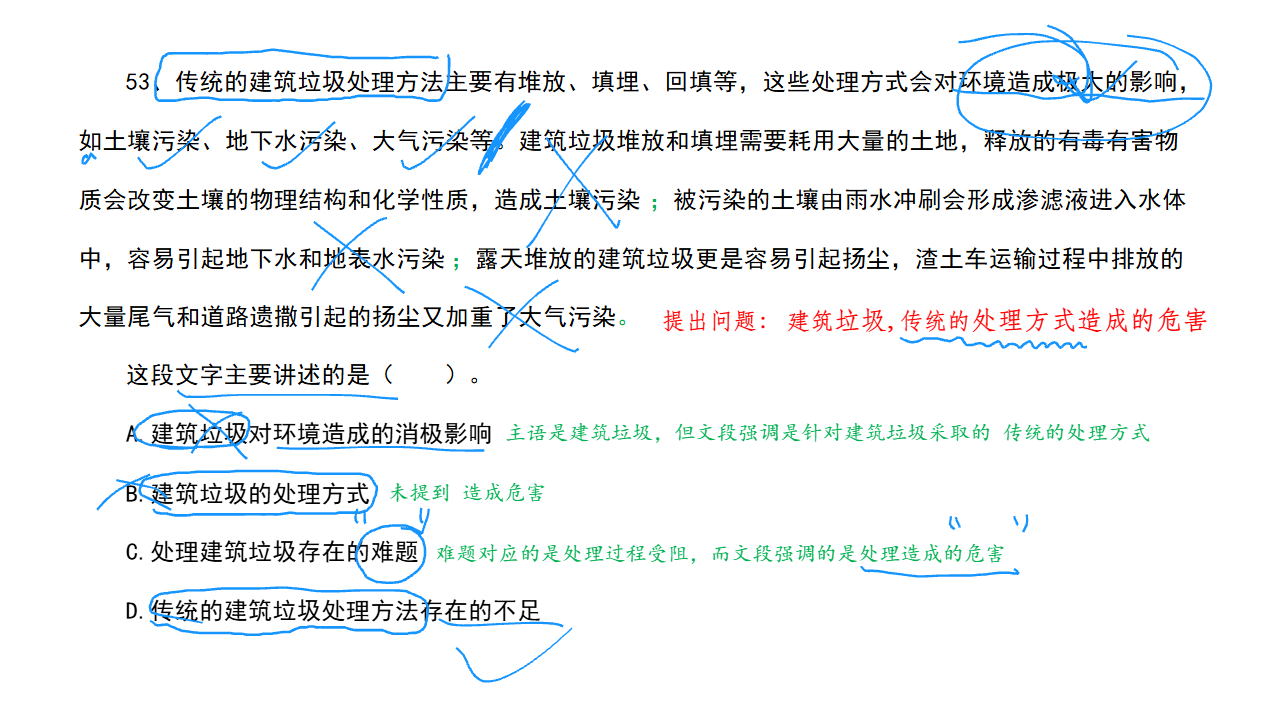 53、传统的建筑垃圾处理方法主要有堆放、填埋、回填等，这些处理方式会对环境造成极大的影响，
如土壤污染、地下水污染、大气污染等。建筑垃圾堆放和填埋需要耗用大量的土地，释放的有毒有害物
质会改变土壤的物理结构和化学性质，造成土壤污染；被污染的土壤由雨水冲刷会形成渗滤液进入水体
中，容易引起地下水和地表水污染；露天堆放的建筑垃圾更是容易引起扬尘，渣土车运输过程中排放的
大量尾气和道路遗撒引起的扬尘又加重了大气污染。 提出问题: 建筑垃圾,传统的处理方式造成的危害
这段文字主要讲述的是（ ）。
A.建筑垃圾对环境造成的消极影响 主语是建筑垃圾，但文段强调是针对建筑垃圾采取的 传统的处理方式
B.建筑垃圾的处理方式 未提到 造成危害
C.处理建筑垃圾存在的难题 难题对应的是处理过程受阻，而文段强调的是处理造成的危害
D.传统的建筑垃圾处理方法存在的不足